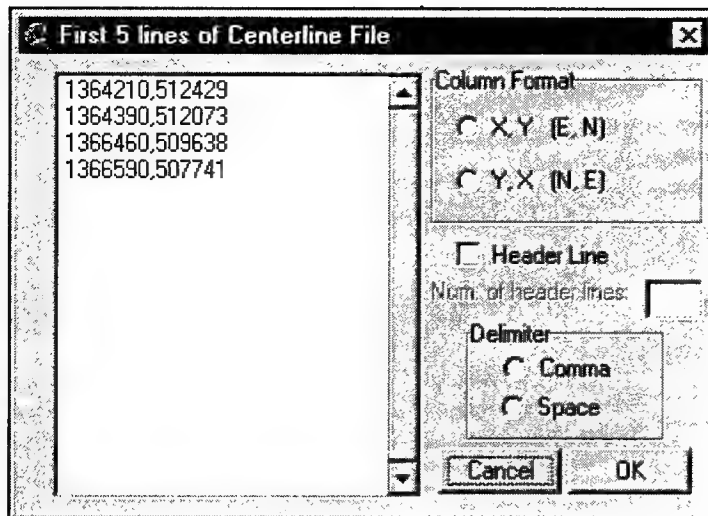 First 5 lines of Centerline File
1364210,512429
1364390,512073
1366460,509638
1366590,507741
Column Format
X,Y (E, N)
Y,X (N, E)
Header Line
Num. of header lines:
Delimiter
Comma
Space
Cancel
OK